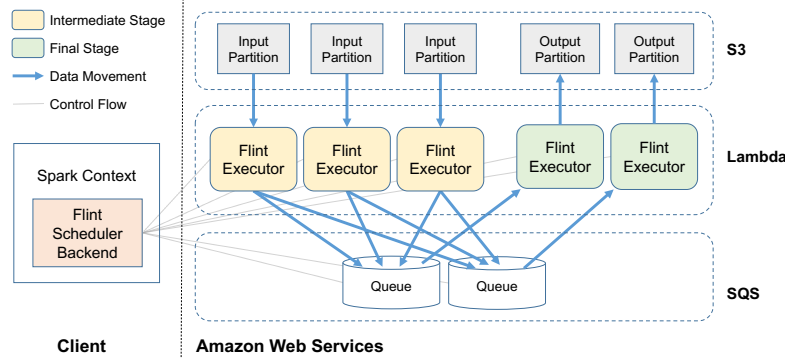 Intermediate Stage
Final Stage
Data Movement
Control Flow
Input
Partition
Input
Partition
Input
Partition
Output
Partition
Output
Partition
S3
Flint
Executor
Flint
Executor
Flint
Executor
Flint
Executor
Flint
Executor
Lambda
Spark Context
Flint
Scheduler
Backend
Queue
Queue
SQS
Client
Amazon Web Services